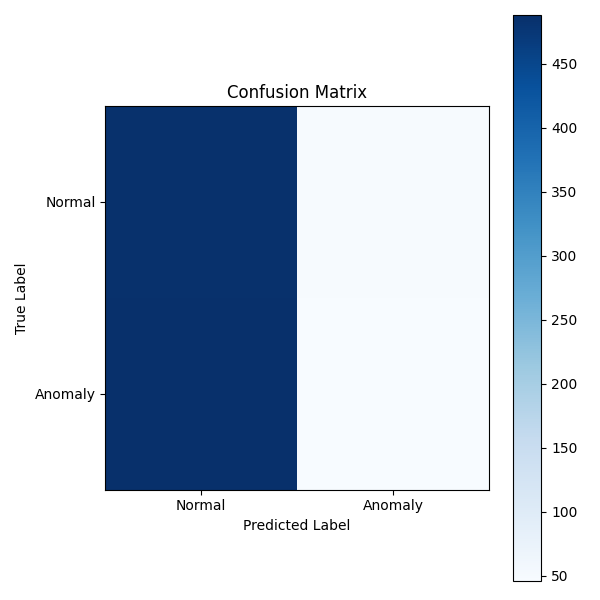 Confusion Matrix
True Label
Normal
Anomaly
Normal
Anomaly
Predicted Label
450
400
350
300
250
200
150
100
50